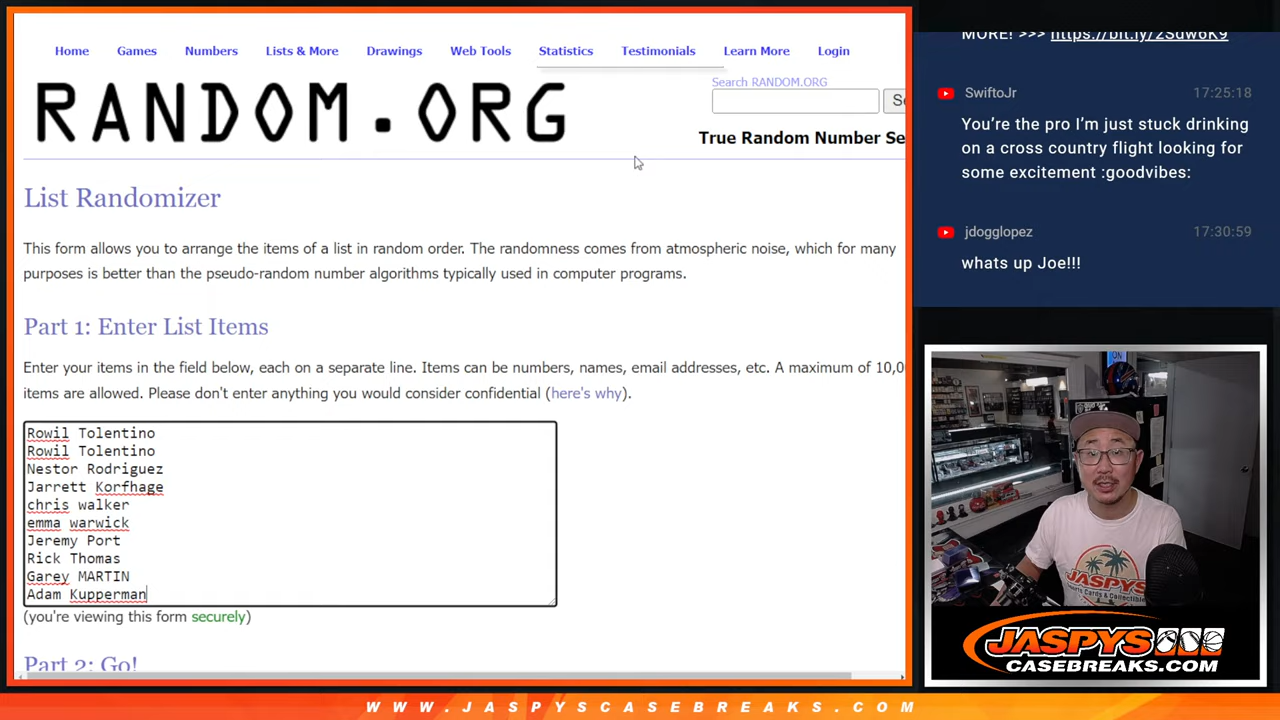 Home Games Numbers Lists & More Drawings Web Tools Statistics Testimonials Learn More Login
RANDOM.ORG
Search RANDOM.ORG
True Random Number Se
List Randomizer
This form allows you to arrange the items of a list in random order. The randomness comes from atmospheric noise, which for many
purposes is better than the pseudo-random number algorithms typically used in computer programs.
Part 1: Enter List Items
Enter your items in the field below, each on a separate line. Items can be numbers, names, email addresses, etc. A maximum of 10,0
items are allowed. Please don't enter anything you would consider confidential (here's why).
Rowil Tolentino
Rowil Tolentino
Nestor Rodriguez
Jarrett Korfhage
chris walker
emma warwick
Jeremy Port
Rick Thomas
Garey MARTIN
Adam Kupperman
(you're viewing this form securely)
Part 2: Go!
MORE! >>> https://bit.ly/2Sdw6K9
SwiftoJr 17:25:18
You're the pro I'm just stuck drinking
on a cross country flight looking for
some excitement :goodvibes:
jdogglopez 17:30:59
whats up Joe!!!
ON
JASPYS
JASPYS
CASEBREAKS.COM
WWW.JASPYSCASEBREAKS.COM